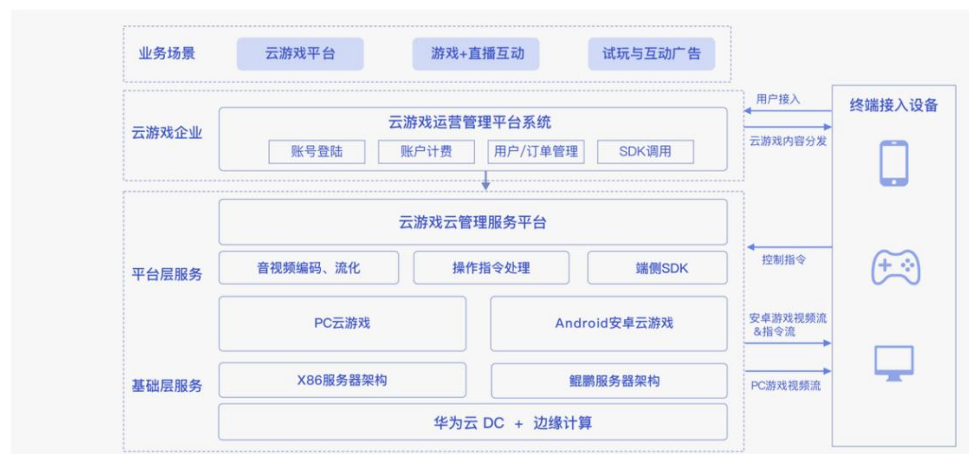 业务场景
云游戏平台
游戏+直播互动
试玩与互动广告
云游戏企业
云游戏运营管理平台系统
账号登陆
账户计费
用户/订单管理
SDK调用
用户接入
云游戏内容分发
终端接入设备
平台层服务
云游戏云管理服务平台
音视频编码、流化
操作指令处理
端侧SDK
控制指令
PC云游戏
Android安卓云游戏
安卓游戏视频流
&指令流
基础层服务
X86服务器架构
鲲鹏服务器架构
PC游戏视频流
华为云 DC + 边缘计算